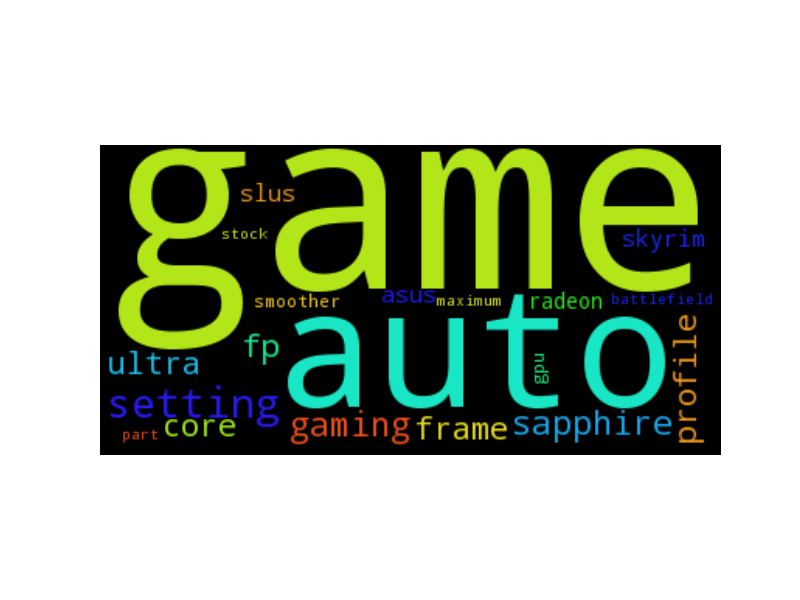 game
slus
stock
skyrim
smoother
asus
maximum
radeon
battlefield
auto
fp
ultra
gpu
profile
setting
core
part
gaming
frame
sapphire